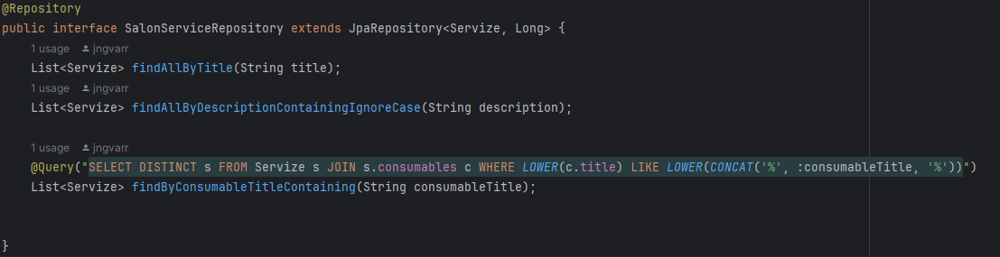 @Repository
public interface SalonServiceRepository extends JpaRepository<Servize, Long> {
1 usage jngvarr
List<Servize> findAllByTitle(String title);
1 usage jngvarr
List<Servize> findAllByDescriptionContainingIgnoreCase(String description);
1 usage jngvarr
@Query("SELECT DISTINCT s FROM Servize s JOIN s.consumables c WHERE LOWER(c.title) LIKE LOWER(CONCAT('%', :consumableTitle, '%'))")
List<Servize> findByConsumableTitleContaining(String consumableTitle);
}